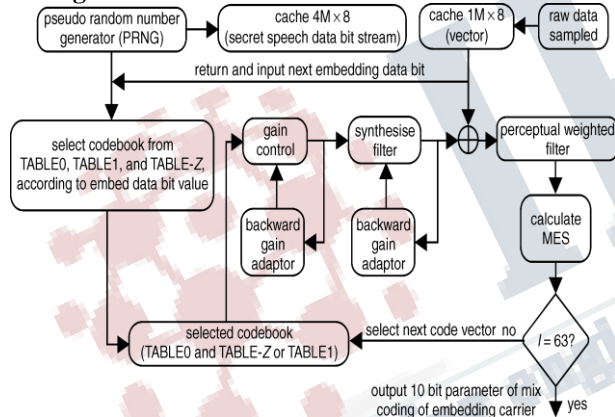 pseudo random number
generator (PRNG)
cache 4M × 8
(secret speech data bit stream)
cache 1M × 8
(vector)
raw data
sampled
return and input next embedding data bit
select codebook from
TABLE0, TABLE1, and TABLE-Z,
according to embed data bit value
gain
control
synthesise
filter
perceptual weighted
filter
backward
gain
adaptor
backward
gain
adaptor
calculate
MES
selected codebook
(TABLE0 and TABLE-Z or TABLE1)
select next code vector no
I = 63?
output 10 bit parameter of mix
coding of embedding carrier
yes